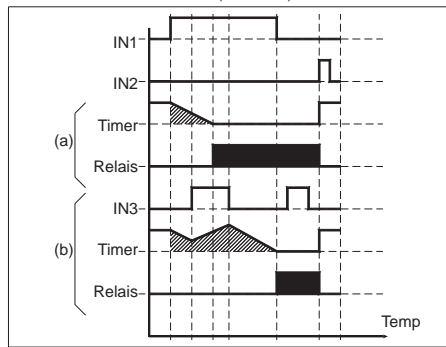 IN1
IN2
(a)
Timer
Relais
IN3
(b)
Timer
Relais
Temp